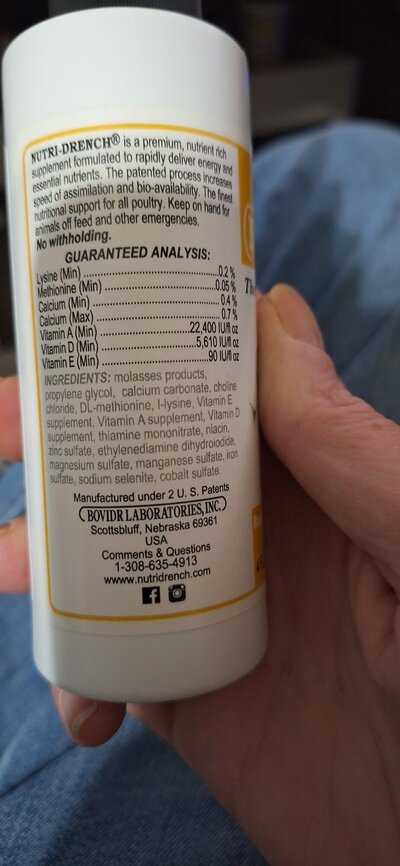 NUTRI-DRENCH® is a premium, nutrient rich
supplement formulated to rapidly deliver energy and
essential nutrients. The patented process increases
speed of assimilation and bio-availability. The finest
nutritional support for all poultry. Keep on hand for
animals off feed and other emergencies.
No withholding.
GUARANTEED ANALYSIS:
Lysine (Min) ..........0.2 %
Methionine (Min) ..........0.05 %
Calcium (Min) ..........0.4 %
Calcium (Max) ..........0.7 %
Vitamin A (Min) ..........22,400 IU/fl oz
Vitamin D (Min) ..........5,610 IU/fl oz
Vitamin E (Min) ..........90 IU/fl oz
INGREDIENTS: molasses products,
propylene glycol, calcium carbonate, choline
chloride, DL-methionine, l-lysine, Vitamin E
supplement, Vitamin A supplement, Vitamin D
supplement, thiamine mononitrate, niacin,
zinc sulfate, ethylenediamine dihydroiodide,
magnesium sulfate, manganese sulfate, iron
sulfate, sodium selenite, cobalt sulfate.
Manufactured under 2 U. S. Patents
BOVIDR LABORATORIES, INC.
Scottsbluff, Nebraska 69361
USA
Comments & Questions
1-308-635-4913
www.nutridrench.com